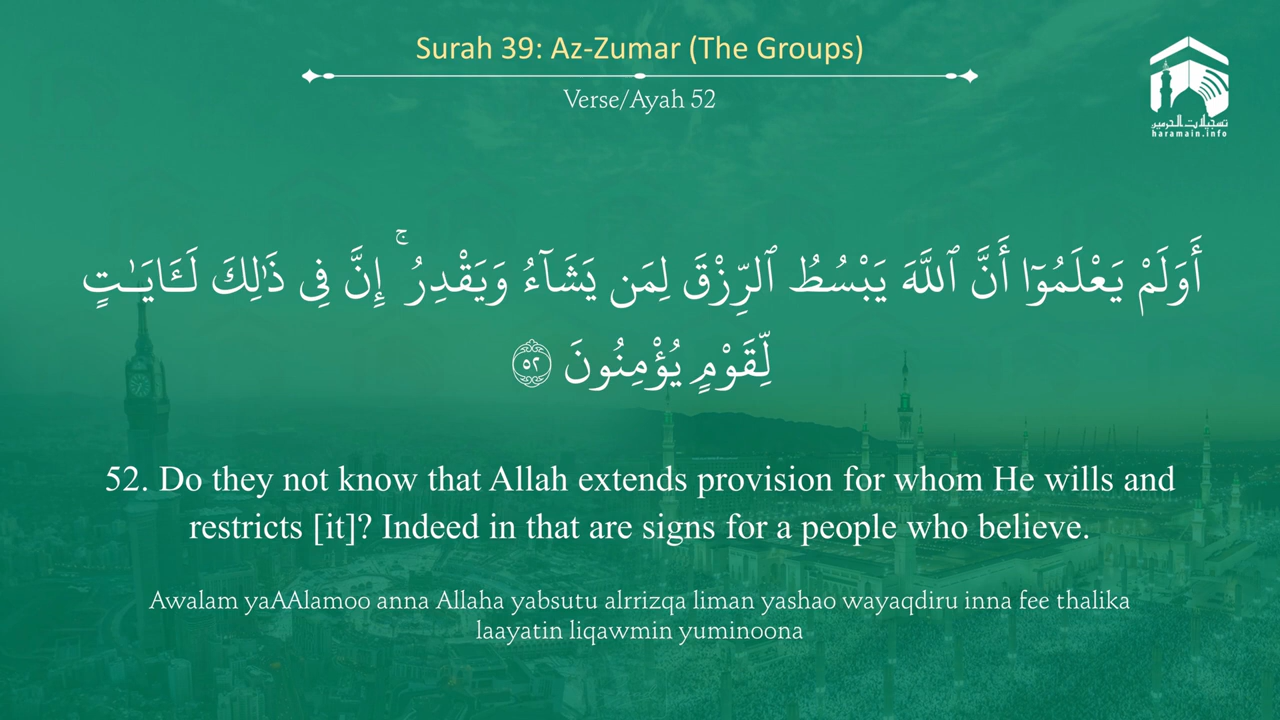 Surah 39: Az-Zumar (The Groups)
Verse/Ayah 52
تسجيلات الحرمين
haramain.info
أَوَلَمْ يَعْلَمُوٓا۟ أَنَّ ٱللَّهَ يَبْسُطُ ٱلرِّزْقَ لِمَن يَشَآءُ وَيَقْدِرُ ۚ إِنَّ فِى ذَٰلِكَ لَـَٔايَـٰتٍ
لِّقَوْمٍ يُؤْمِنُونَ ٥٢
52. Do they not know that Allah extends provision for whom He wills and
restricts [it]? Indeed in that are signs for a people who believe.
Awalam yaAAlamoo anna Allaha yabsutu alrrizqa liman yashao wayaqdiru inna fee thalika
laayatin liqawmin yuminoona